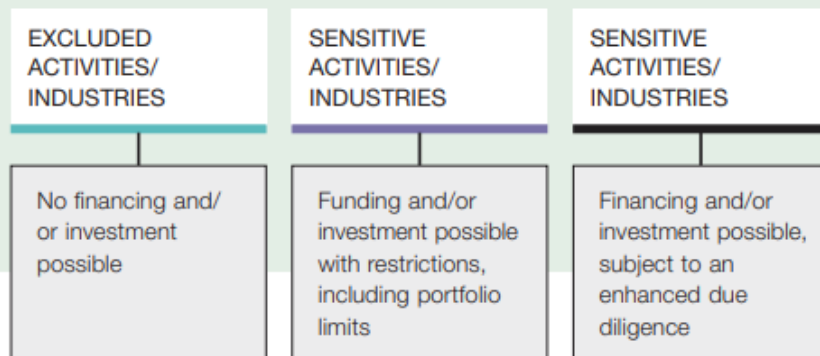 EXCLUDED
ACTIVITIES/
INDUSTRIES
No financing and/
or investment
possible
SENSITIVE
ACTIVITIES/
INDUSTRIES
Funding and/or
investment possible
with restrictions,
including portfolio
limits
SENSITIVE
ACTIVITIES/
INDUSTRIES
Financing and/or
investment possible,
subject to an
enhanced due
diligence